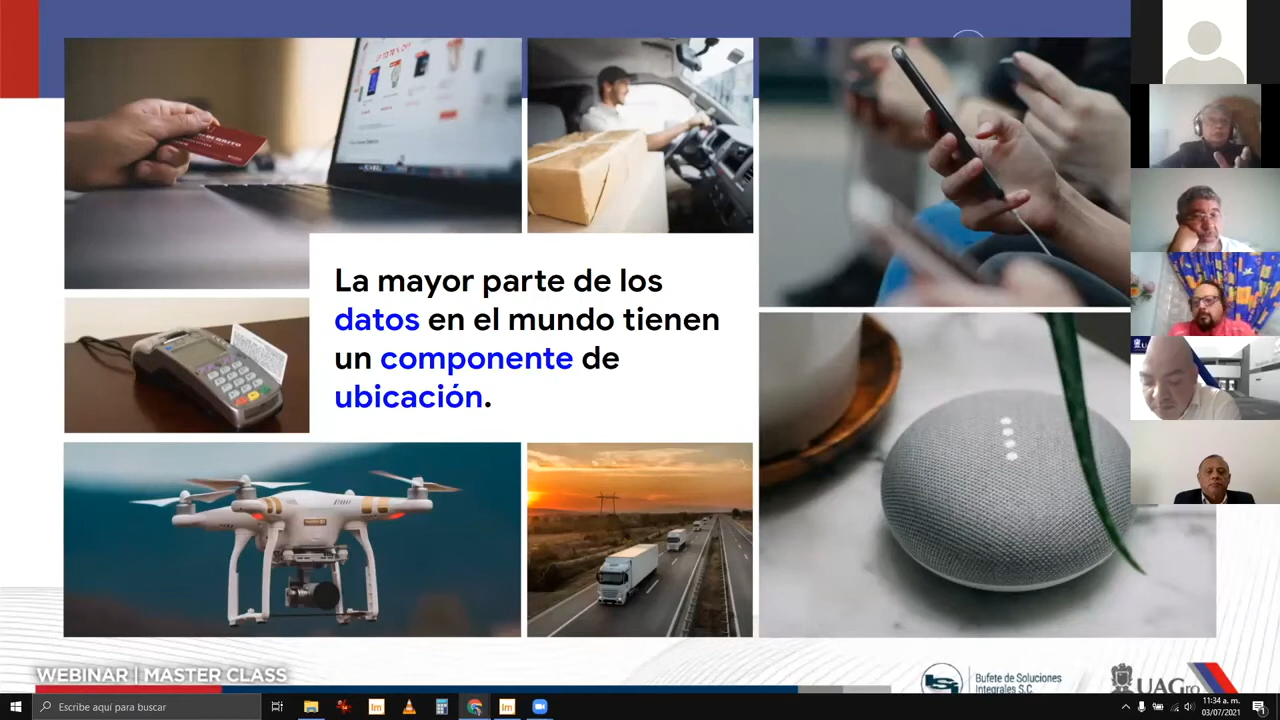 La mayor parte de los
datos en el mundo tienen
un componente de
ubicación.
WEBINAR | MASTER CLASS
Bufete de Soluciones
Integrales S.C.
UAGro
Escribe aquí para buscar
11:34 a. m.
03/07/2021